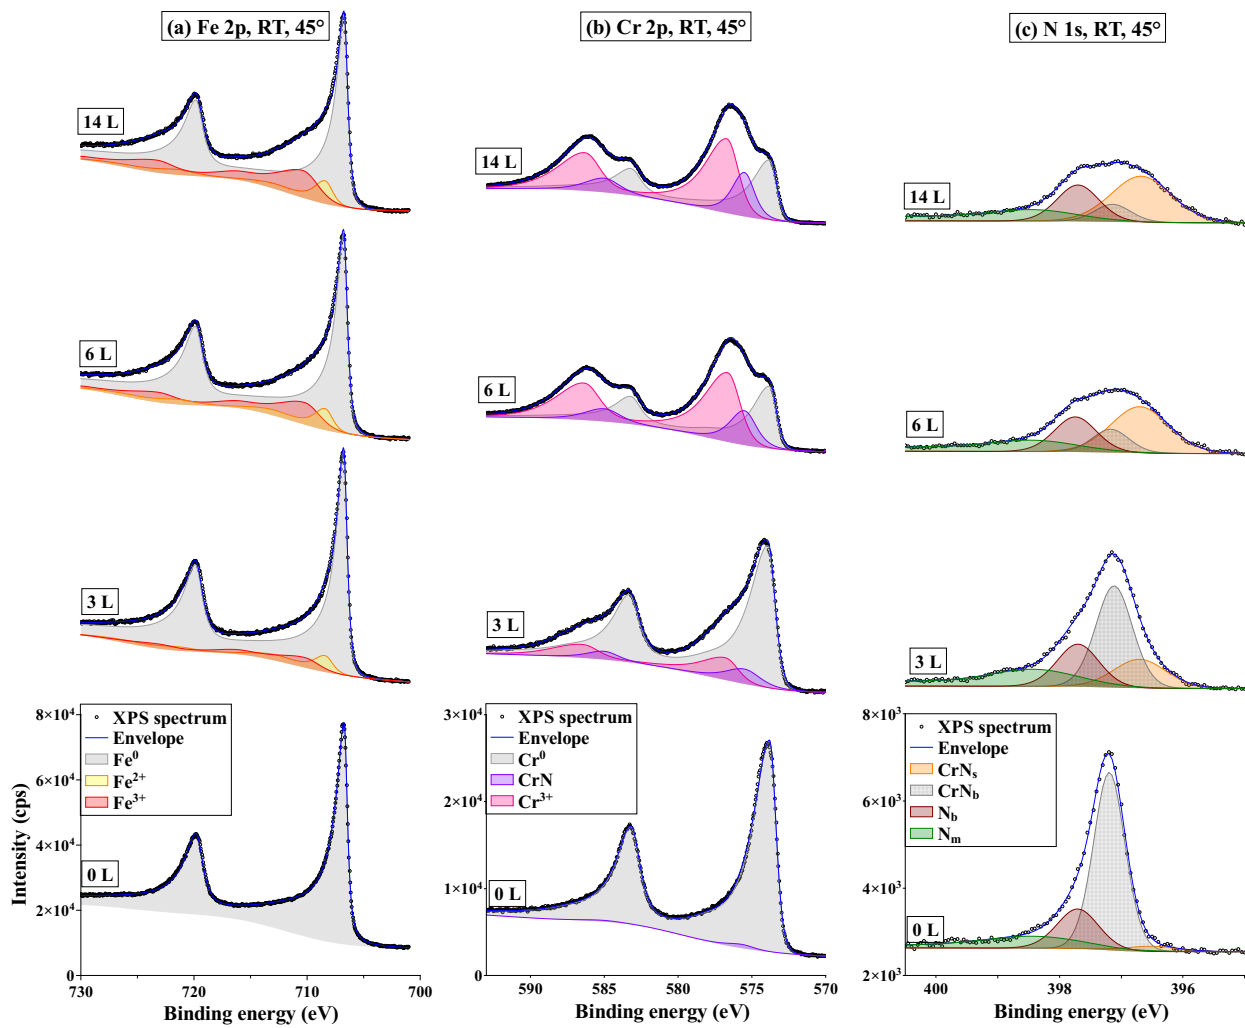 (a) Fe 2p, RT, 45°
14 L
6 L
3 L
8×10⁴
6×10⁴
4×10⁴
2×10⁴
0
XPS spectrum
Envelope
Fe⁰
Fe²⁺
Fe³⁺
0 L
730
720
710
700
Intensity (cps)
Binding energy (eV)
(b) Cr 2p, RT, 45°
14 L
6 L
3 L
3×10⁴
2×10⁴
1×10⁴
0
XPS spectrum
Envelope
Cr⁰
CrN
Cr³⁺
0 L
590
585
580
575
570
Binding energy (eV)
(c) N 1s, RT, 45°
14 L
6 L
3 L
8×10³
6×10³
4×10³
2×10³
XPS spectrum
Envelope
CrNₛ
CrN_b
N_b
Nₘ
0 L
400
398
396
Binding energy (eV)